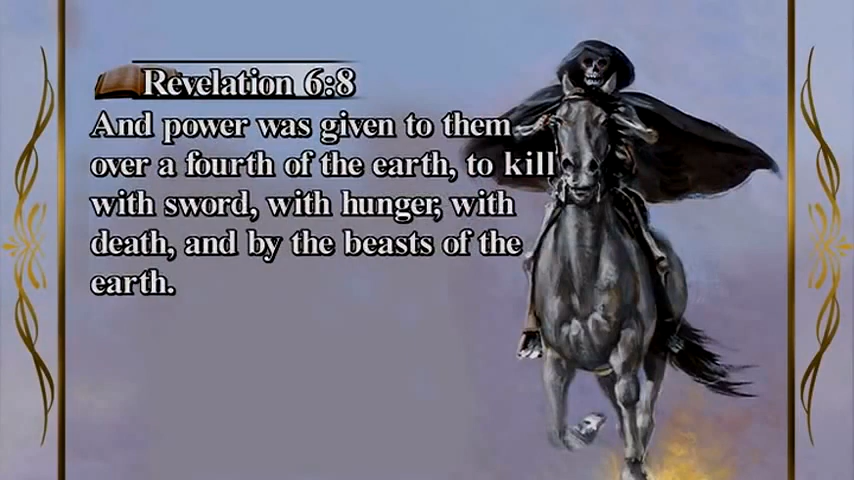 Revelation 6:8
And power was given to them
over a fourth of the earth, to kill
with sword, with hunger, with
death, and by the beasts of the
earth.